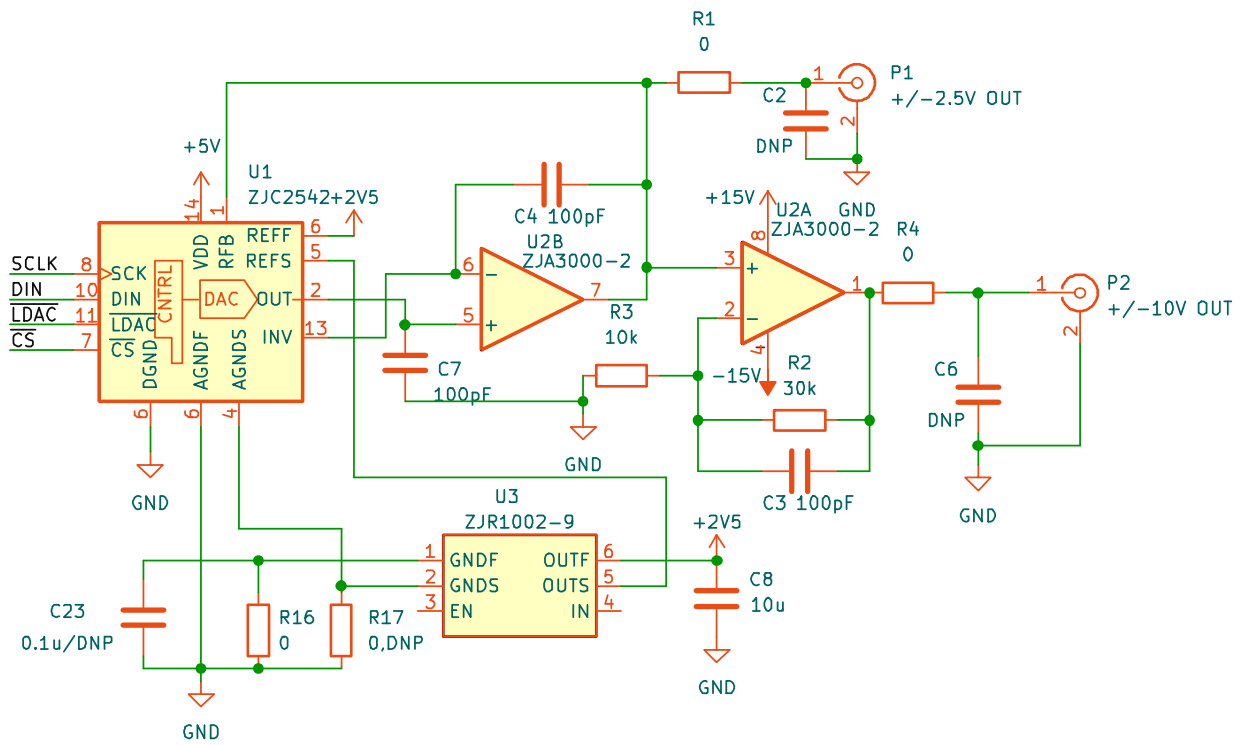 R1
0
1
P1
+/-2.5V OUT
C2
2
DNP
GND
+5V
U1
ZJC2542
+2V5
14
1
C4 100pF
+15V
U2A
ZJA3000-2
8
R4
0
VDD
RFB
REFF
6
REFS
5
SCLK
8
SCK
DIN
10
DIN
LDAC
11
LDAC
CS
7
CS
CNTRL
DAC
OUT
2
INV
13
DGND
AGNDF
AGNDS
6
6
4
GND
U2B
ZJA3000-2
6
-
5
+
7
3
+
2
-
1
4
-15V
1
P2
+/-10V OUT
2
R3
10k
GND
R2
30k
C7
100pF
C3 100pF
C6
DNP
GND
U3
ZJR1002-9
1
GNDF
2
GNDS
3
EN
OUTF
6
OUTS
5
IN
4
+2V5
C8
10u
GND
C23
0.1u/DNP
R16
0
R17
0,DNP
GND